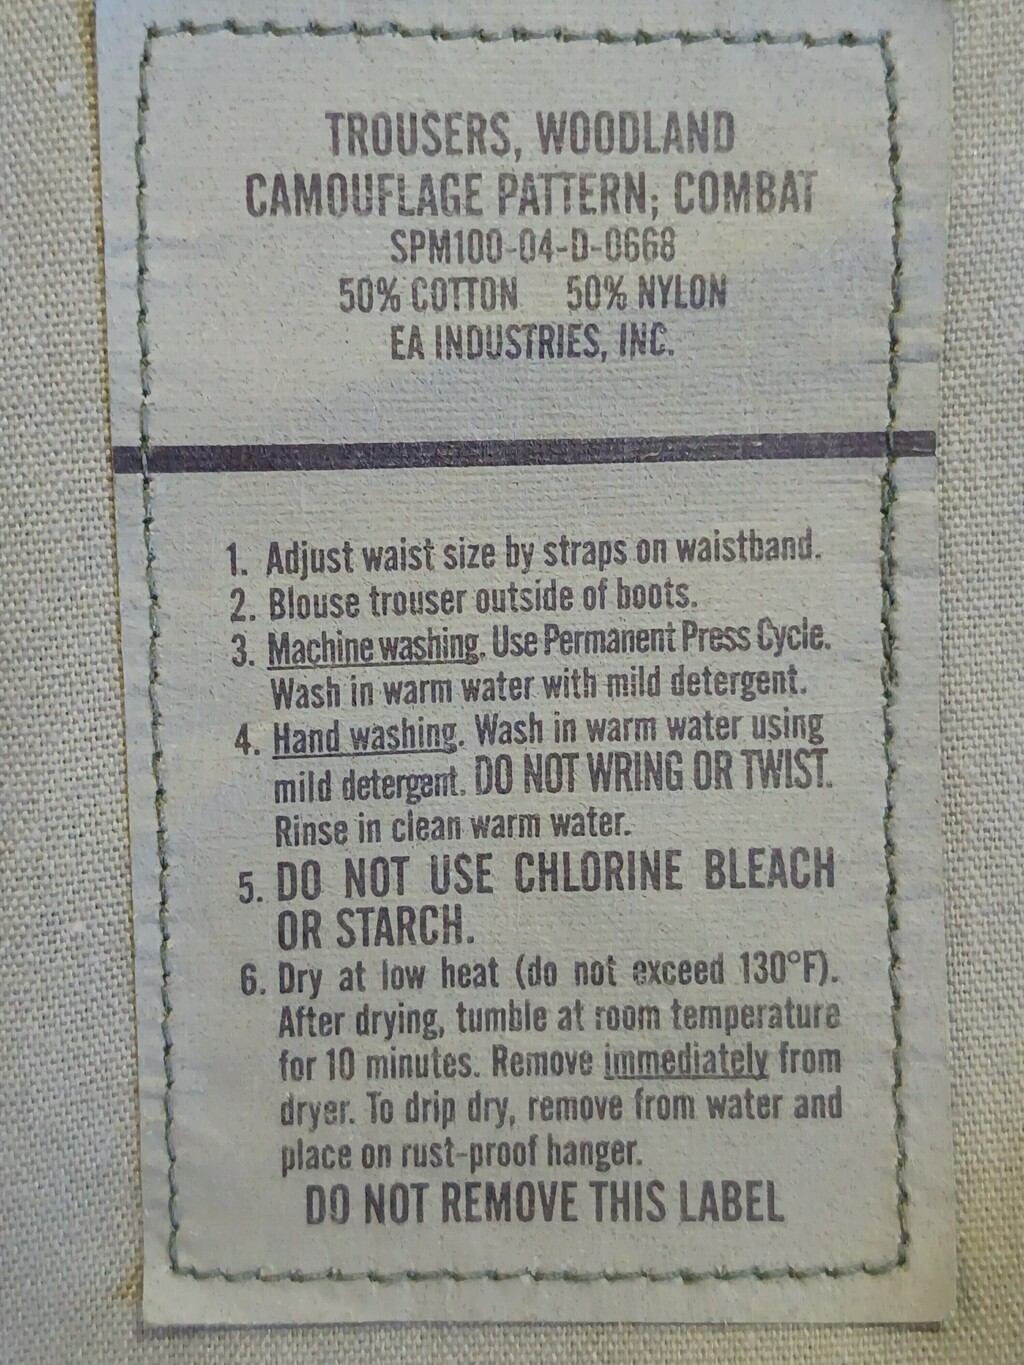 TROUSERS, WOODLAND
CAMOUFLAGE PATTERN; COMBAT
SPM100-04-D-0668
50% COTTON 50% NYLON
EA INDUSTRIES, INC.
1. Adjust waist size by straps on waistband.
2. Blouse trouser outside of boots.
3. Machine washing. Use Permanent Press Cycle.
Wash in warm water with mild detergent.
4. Hand washing. Wash in warm water using
mild detergent. DO NOT WRING OR TWIST.
Rinse in clean warm water.
5. DO NOT USE CHLORINE BLEACH
OR STARCH.
6. Dry at low heat (do not exceed 130°F).
After drying, tumble at room temperature
for 10 minutes. Remove immediately from
dryer. To drip dry, remove from water and
place on rust-proof hanger.
DO NOT REMOVE THIS LABEL